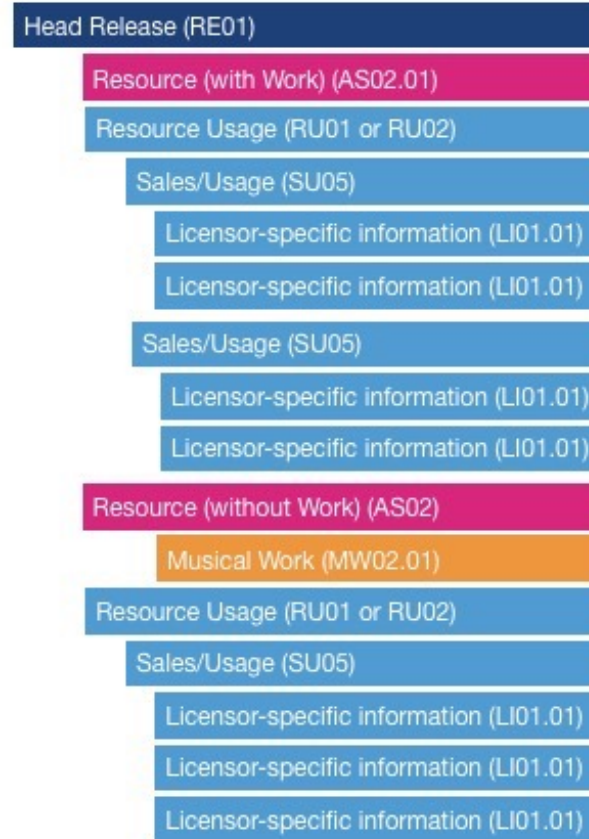 Head Release (RE01)
Resource (with Work) (AS02.01)
Resource Usage (RU01 or RU02)
Sales/Usage (SU05)
Licensor-specific information (LI01.01)
Licensor-specific information (LI01.01)
Sales/Usage (SU05)
Licensor-specific information (LI01.01)
Licensor-specific information (LI01.01)
Resource (without Work) (AS02)
Musical Work (MW02.01)
Resource Usage (RU01 or RU02)
Sales/Usage (SU05)
Licensor-specific information (LI01.01)
Licensor-specific information (LI01.01)
Licensor-specific information (LI01.01)